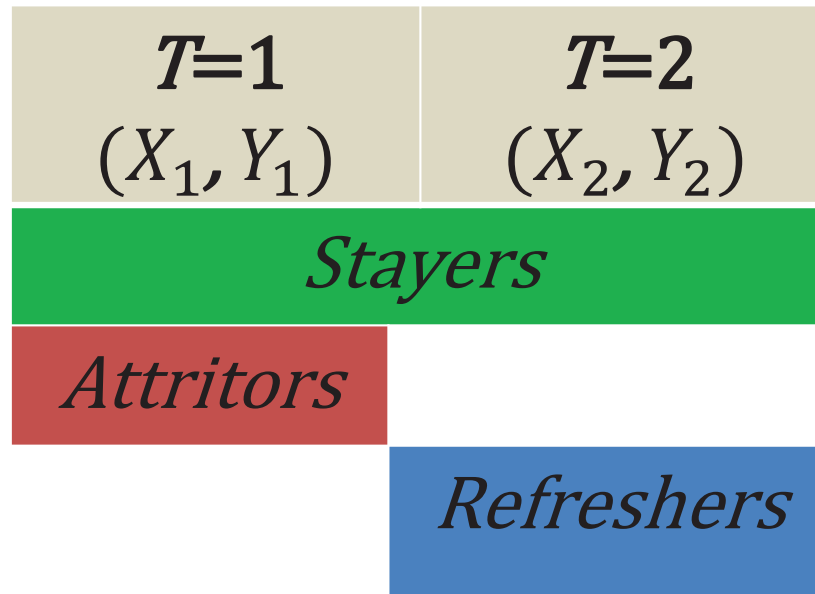 T=1
T=2
(X₁, Y₁)
(X₂, Y₂)
Stayers
Attritors
Refreshers